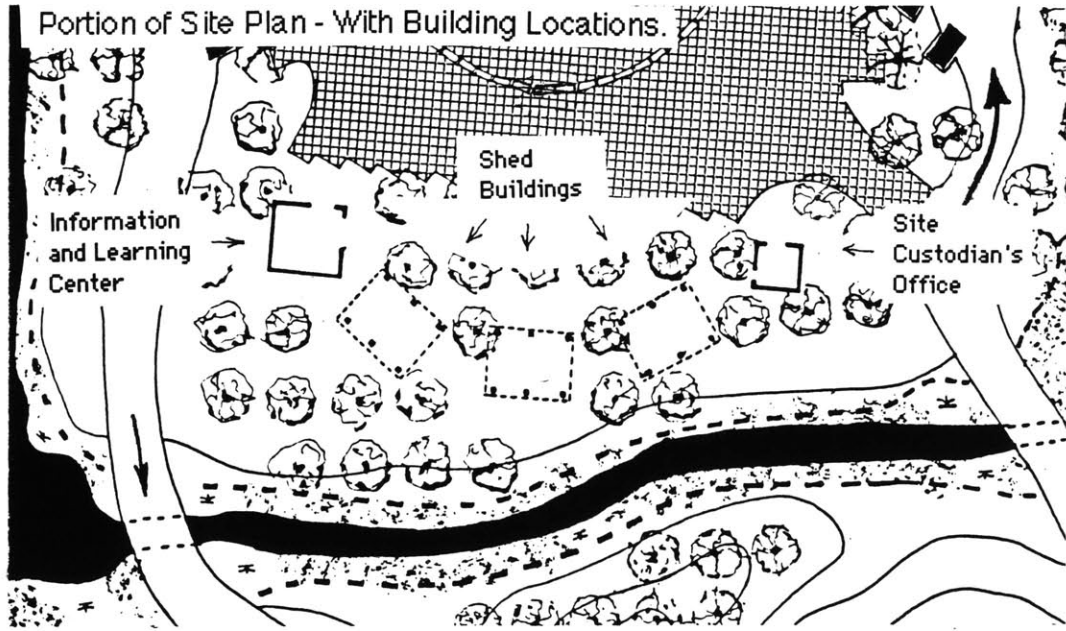 Portion of Site Plan - With Building Locations.
Shed
Buildings
Information
and Learning
Center
Site
Custodian's
Office